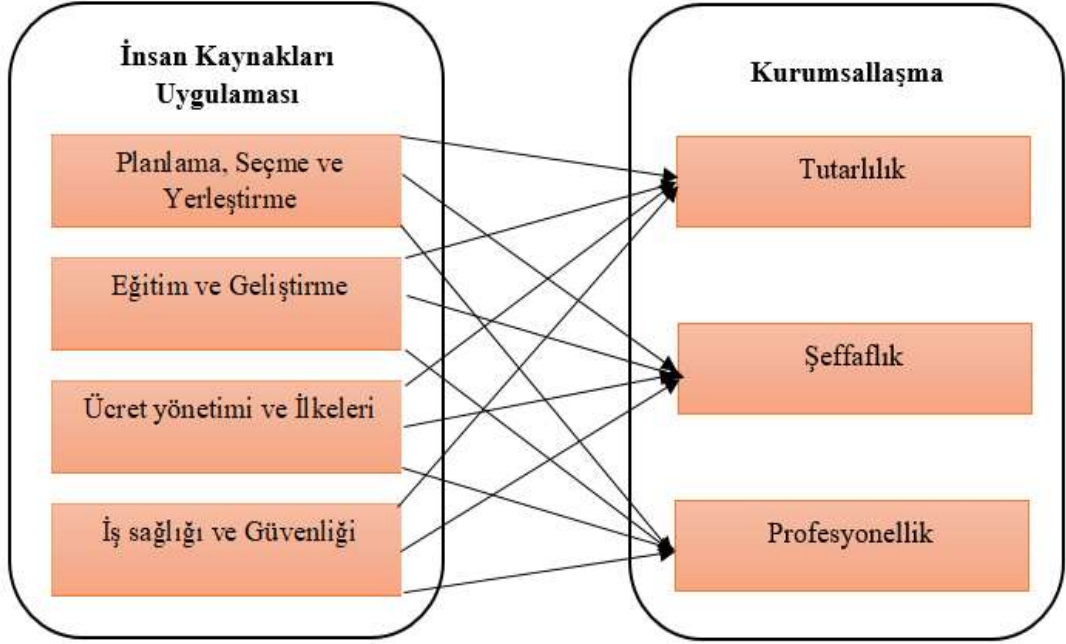 İnsan Kaynakları
Uygulaması
Planlama, Seçme ve
Yerleştirme
Eğitim ve Geliştirme
Ücret yönetimi ve İlkeleri
İş sağlığı ve Güvenliği
Kurumsallaşma
Tutarlılık
Şeffaflık
Profesyonellik